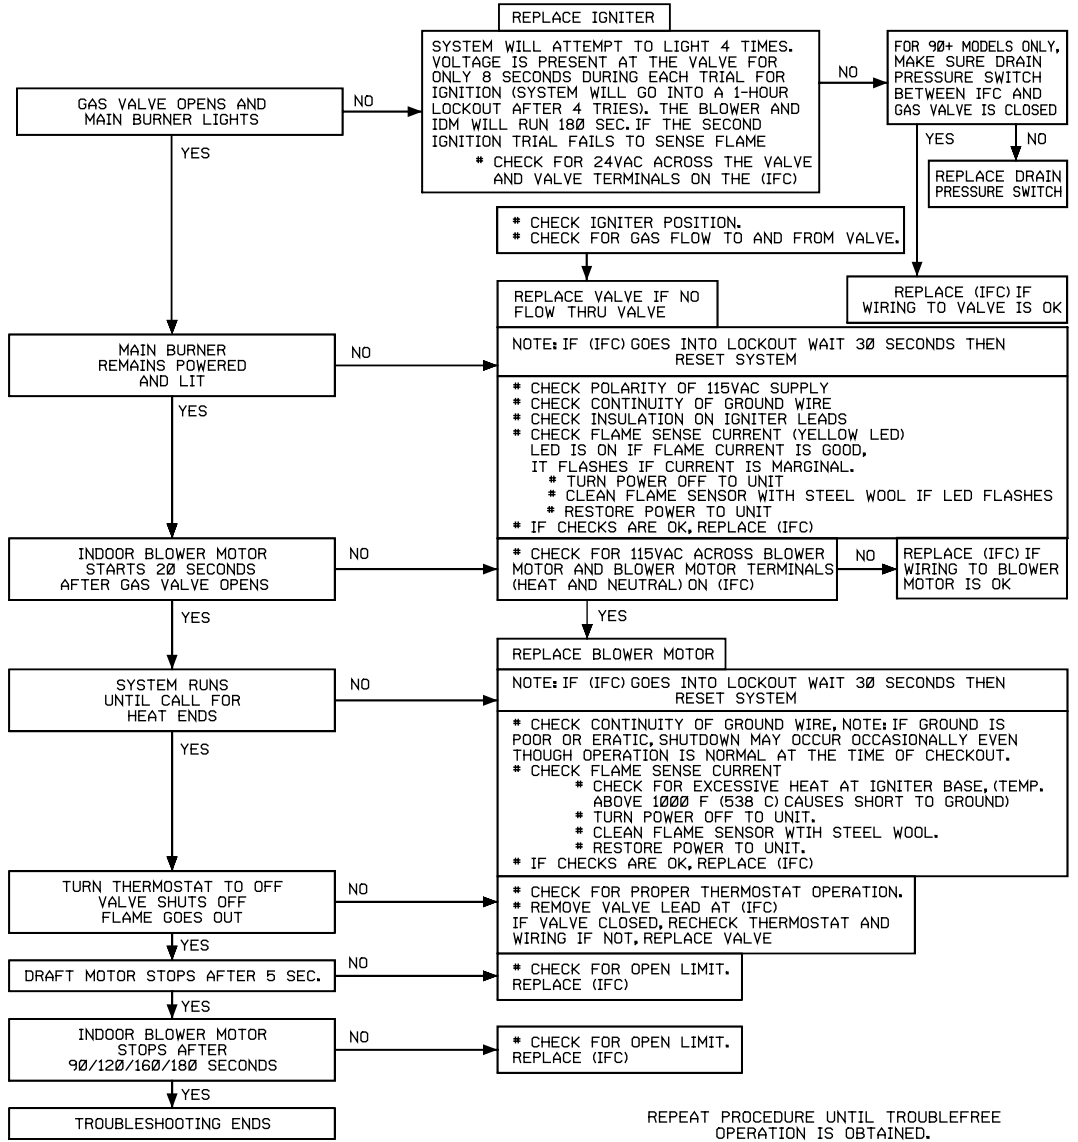 REPLACE IGNITER
SYSTEM WILL ATTEMPT TO LIGHT 4 TIMES.
VOLTAGE IS PRESENT AT THE VALVE FOR
ONLY 8 SECONDS DURING EACH TRIAL FOR
IGNITION (SYSTEM WILL GO INTO A 1-HOUR
LOCKOUT AFTER 4 TRIES). THE BLOWER AND
IDM WILL RUN 180 SEC. IF THE SECOND
IGNITION TRIAL FAILS TO SENSE FLAME
# CHECK FOR 24VAC ACROSS THE VALVE
AND VALVE TERMINALS ON THE (IFC)
NO
FOR 90+ MODELS ONLY,
MAKE SURE DRAIN
PRESSURE SWITCH
BETWEEN IFC AND
GAS VALVE IS CLOSED
GAS VALVE OPENS AND
MAIN BURNER LIGHTS
NO
YES
YES
NO
REPLACE DRAIN
PRESSURE SWITCH
# CHECK IGNITER POSITION.
# CHECK FOR GAS FLOW TO AND FROM VALVE.
REPLACE VALVE IF NO
FLOW THRU VALVE
REPLACE (IFC) IF
WIRING TO VALVE IS OK
MAIN BURNER
REMAINS POWERED
AND LIT
NO
YES
NOTE: IF (IFC) GOES INTO LOCKOUT WAIT 30 SECONDS THEN
RESET SYSTEM
# CHECK POLARITY OF 115VAC SUPPLY
# CHECK CONTINUITY OF GROUND WIRE
# CHECK INSULATION ON IGNITER LEADS
# CHECK FLAME SENSE CURRENT (YELLOW LED)
LED IS ON IF FLAME CURRENT IS GOOD,
IT FLASHES IF CURRENT IS MARGINAL.
# TURN POWER OFF TO UNIT
# CLEAN FLAME SENSOR WITH STEEL WOOL IF LED FLASHES
# RESTORE POWER TO UNIT
# IF CHECKS ARE OK, REPLACE (IFC)
INDOOR BLOWER MOTOR
STARTS 20 SECONDS
AFTER GAS VALVE OPENS
NO
YES
# CHECK FOR 115VAC ACROSS BLOWER
MOTOR AND BLOWER MOTOR TERMINALS
(HEAT AND NEUTRAL) ON (IFC)
NO
REPLACE (IFC) IF
WIRING TO BLOWER
MOTOR IS OK
YES
REPLACE BLOWER MOTOR
SYSTEM RUNS
UNTIL CALL FOR
HEAT ENDS
NO
YES
NOTE: IF (IFC) GOES INTO LOCKOUT WAIT 30 SECONDS THEN
RESET SYSTEM
# CHECK CONTINUITY OF GROUND WIRE, NOTE: IF GROUND IS
POOR OR ERATIC, SHUTDOWN MAY OCCUR OCCASIONALLY EVEN
THOUGH OPERATION IS NORMAL AT THE TIME OF CHECKOUT.
# CHECK FLAME SENSE CURRENT
# CHECK FOR EXCESSIVE HEAT AT IGNITER BASE, (TEMP.
ABOVE 1000 F (538 C) CAUSES SHORT TO GROUND)
# TURN POWER OFF TO UNIT.
# CLEAN FLAME SENSOR WTIH STEEL WOOL.
# RESTORE POWER TO UNIT.
# IF CHECKS ARE OK, REPLACE (IFC)
TURN THERMOSTAT TO OFF
VALVE SHUTS OFF
FLAME GOES OUT
NO
YES
# CHECK FOR PROPER THERMOSTAT OPERATION.
# REMOVE VALVE LEAD AT (IFC)
IF VALVE CLOSED, RECHECK THERMOSTAT AND
WIRING IF NOT, REPLACE VALVE
DRAFT MOTOR STOPS AFTER 5 SEC.
NO
YES
# CHECK FOR OPEN LIMIT.
REPLACE (IFC)
INDOOR BLOWER MOTOR
STOPS AFTER
90/120/160/180 SECONDS
NO
YES
# CHECK FOR OPEN LIMIT.
REPLACE (IFC)
TROUBLESHOOTING ENDS
REPEAT PROCEDURE UNTIL TROUBLEFREE
OPERATION IS OBTAINED.